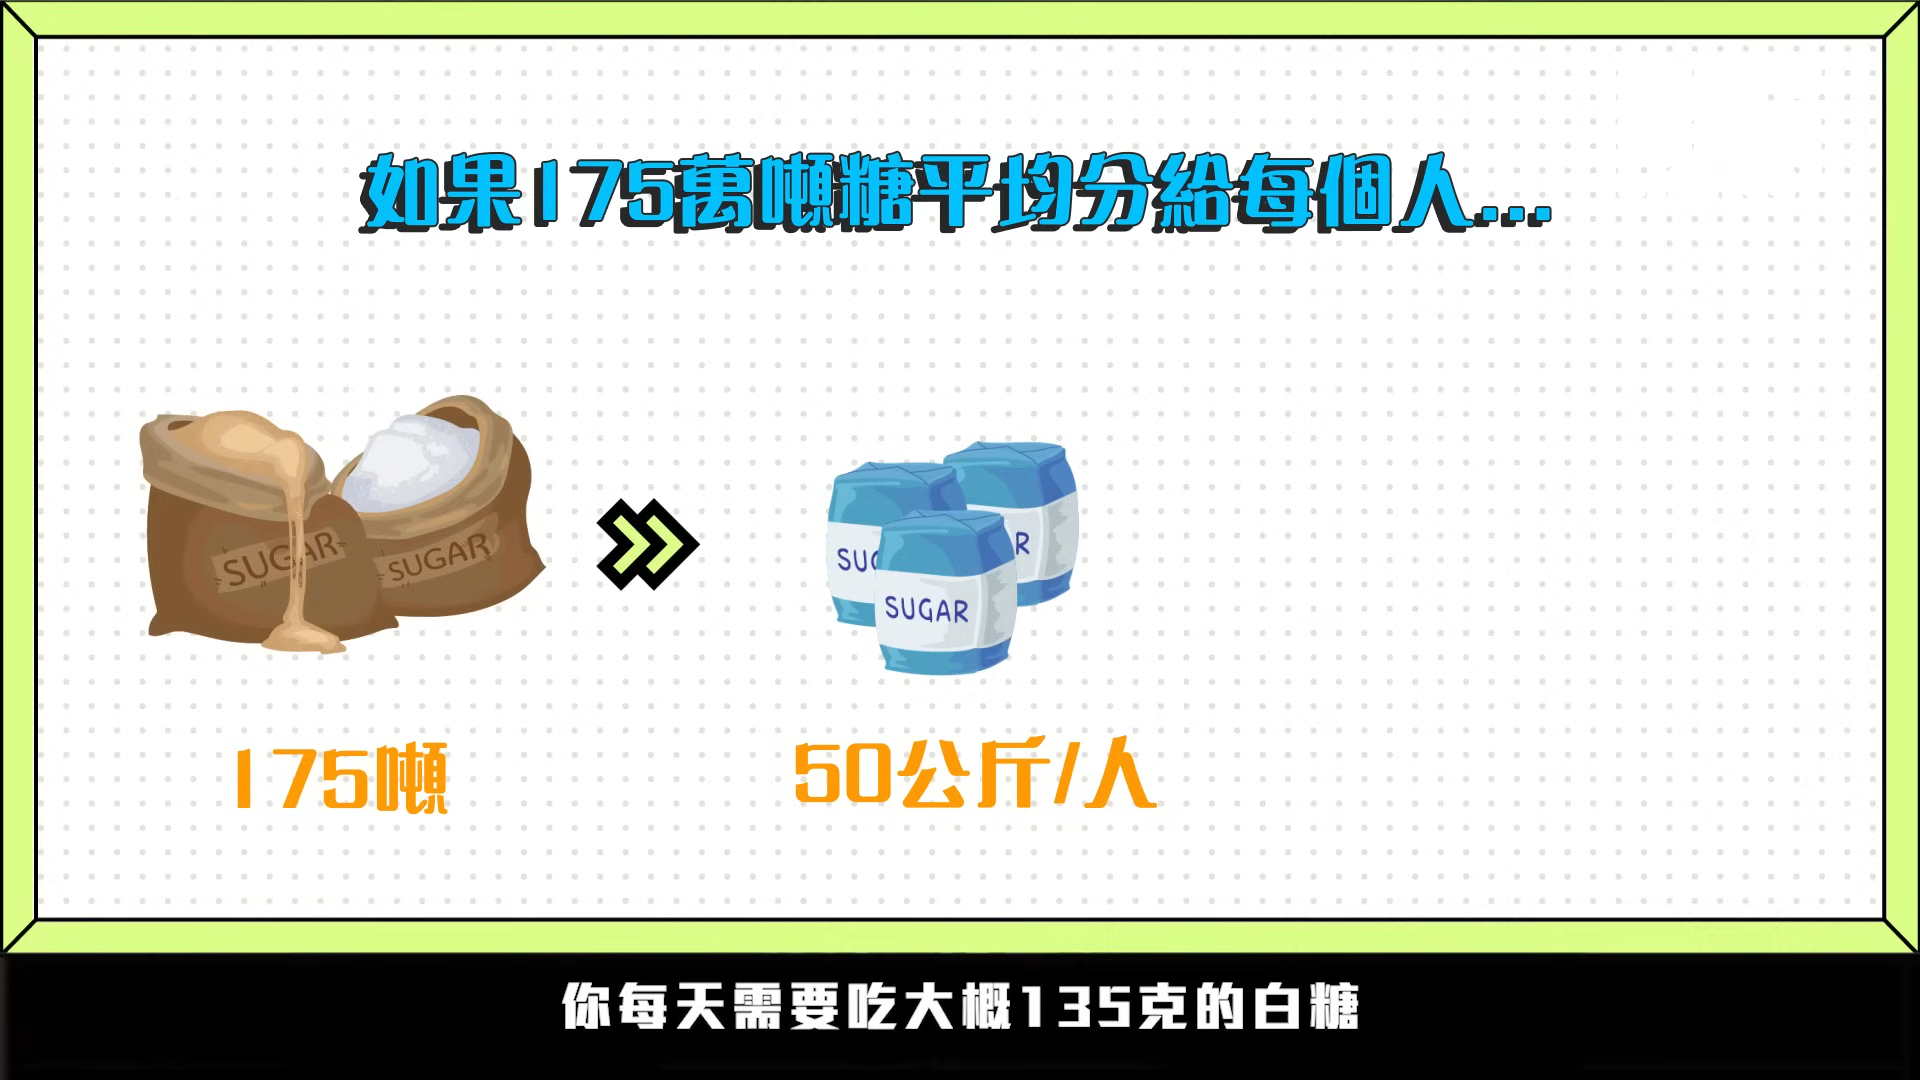 如果175萬噸糖平均分給每個人...
SUGAR
SUGAR
SUG
R
SUGAR
175噸
50公斤/人
你每天需要吃大概135克的白糖